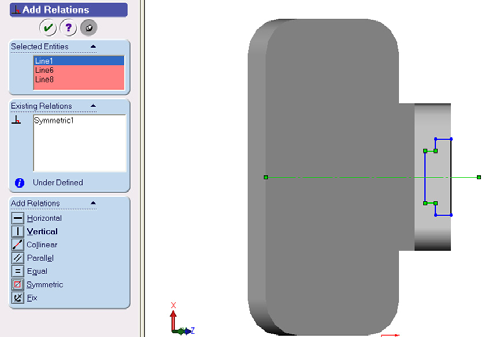 Add Relations
?
Selected Entities
Line1
Line6
Line8
Existing Relations
Symmetric1
Under Defined
Add Relations
Horizontal
Vertical
Collinear
Parallel
Equal
Symmetric
Fix
X
Z